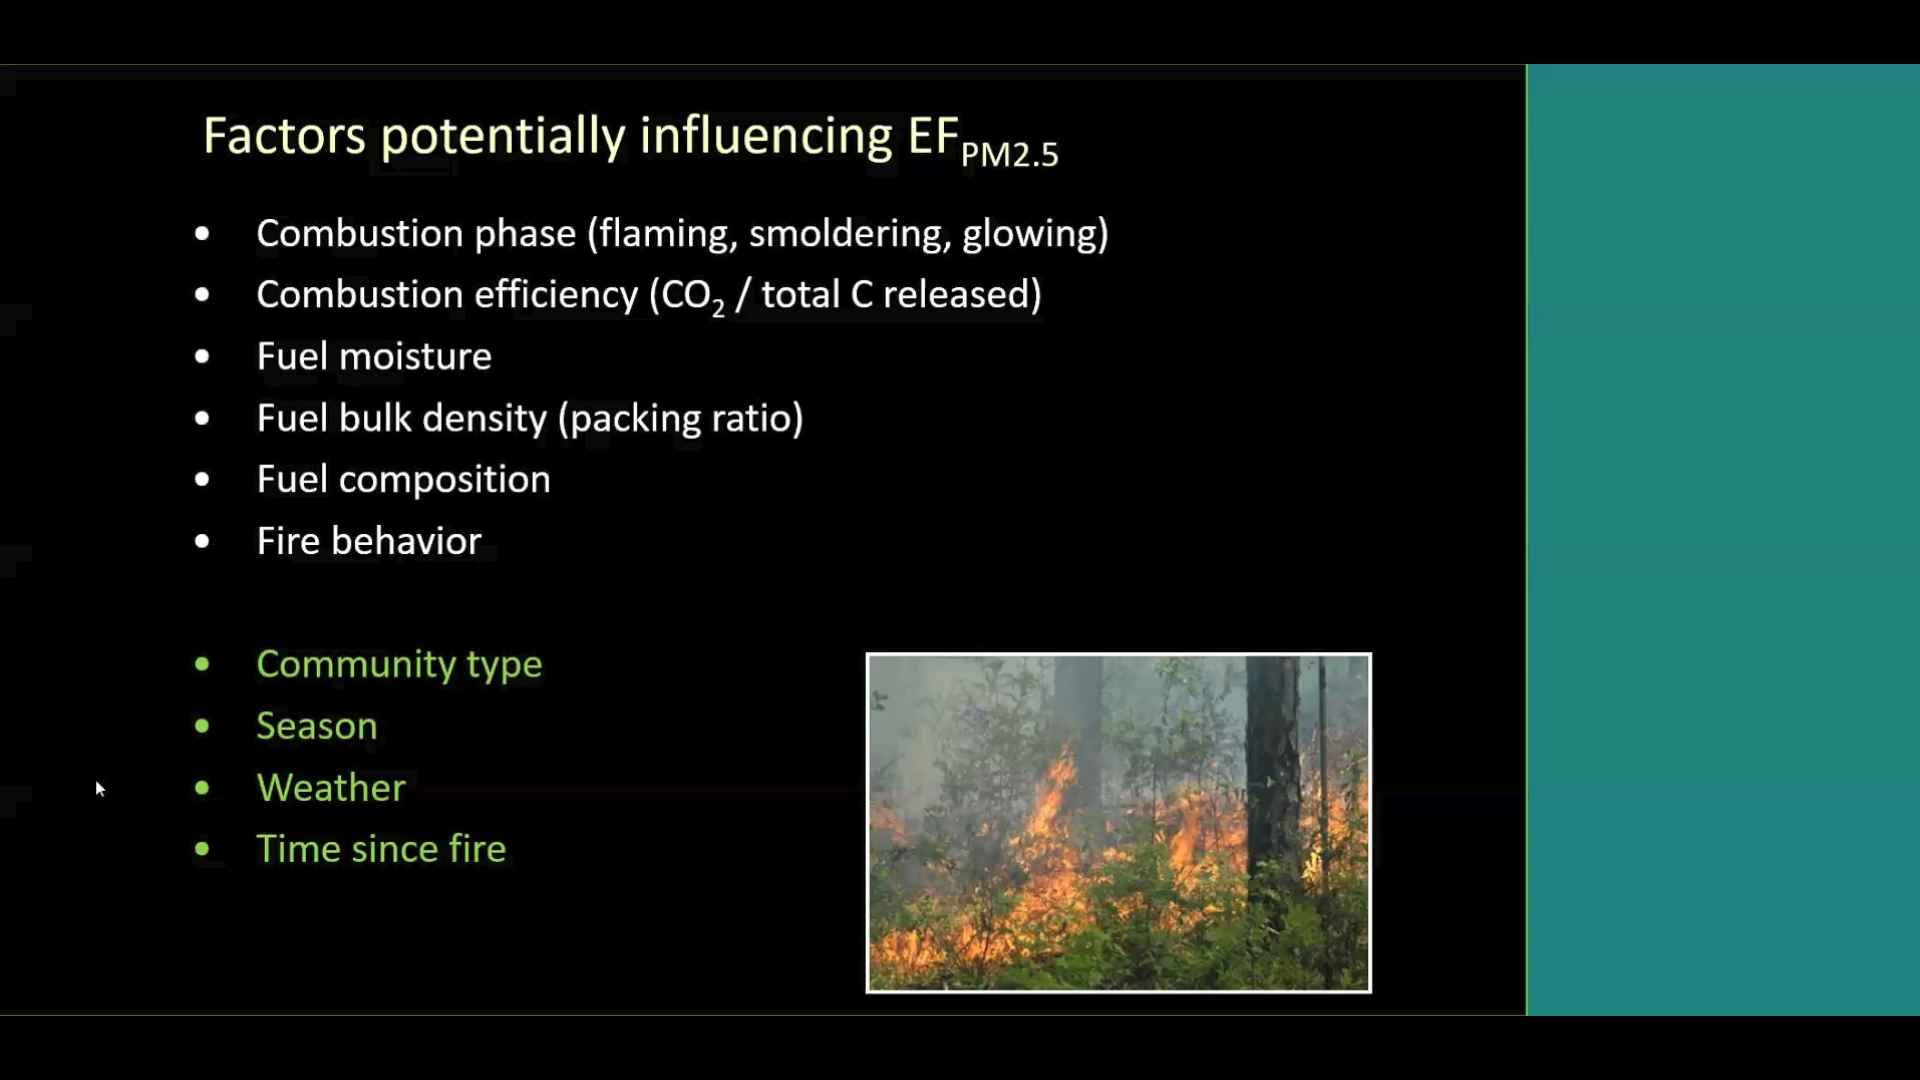 Factors potentially influencing EF_PM2.5
• Combustion phase (flaming, smoldering, glowing)
• Combustion efficiency (CO₂ / total C released)
• Fuel moisture
• Fuel bulk density (packing ratio)
• Fuel composition
• Fire behavior
• Community type
• Season
• Weather
• Time since fire